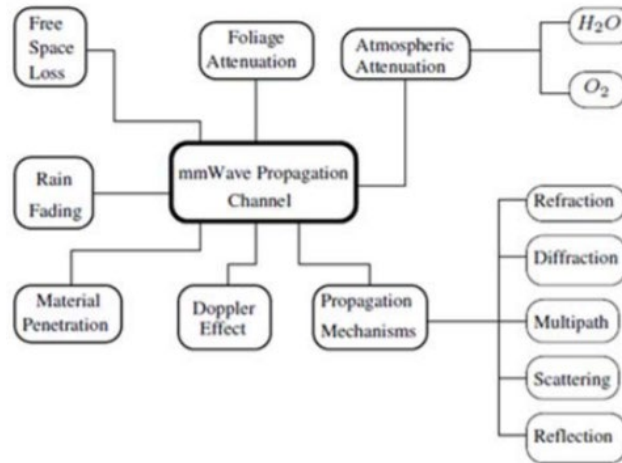 Free
Space
Loss
Foliage
Attenuation
Atmospheric
Attenuation
H₂O
O₂
mmWave Propagation
Channel
Rain
Fading
Material
Penetration
Doppler
Effect
Propagation
Mechanisms
Refraction
Diffraction
Multipath
Scattering
Reflection